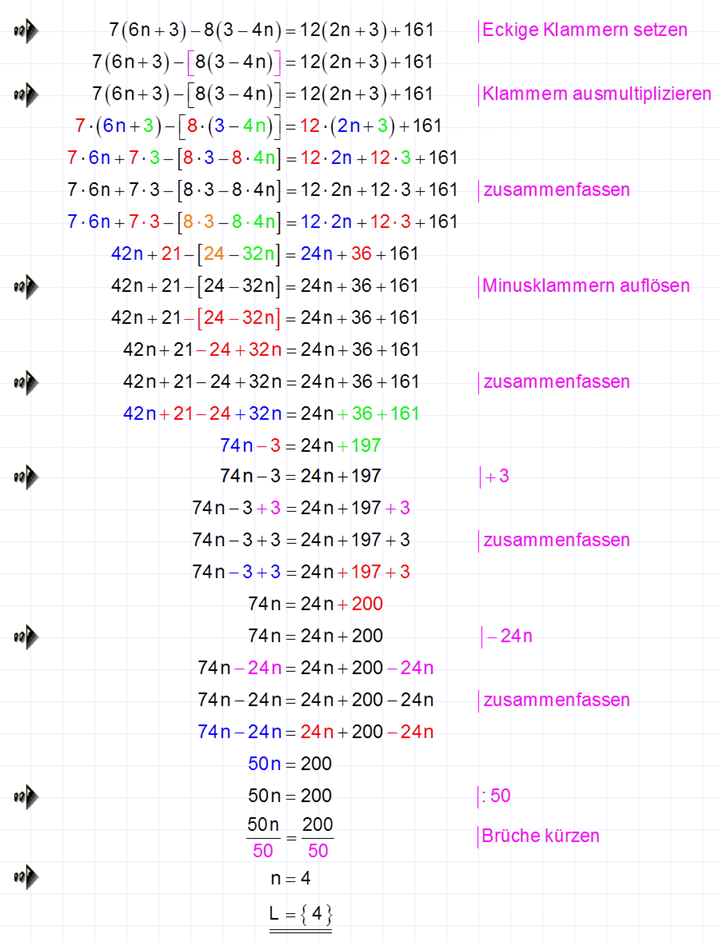 7(6n+3)−8(3−4n)=12(2n+3)+161 |Eckige Klammern setzen
7(6n+3)−[8(3−4n)]=12(2n+3)+161
7(6n+3)−[8(3−4n)]=12(2n+3)+161 |Klammern ausmultiplizieren
7·(6n+3)−[8·(3−4n)]=12·(2n+3)+161
7·6n+7·3−[8·3−8·4n]=12·2n+12·3+161
7·6n+7·3−[8·3−8·4n]=12·2n+12·3+161 |zusammenfassen
7·6n+7·3−[8·3−8·4n]=12·2n+12·3+161
42n+21−[24−32n]=24n+36+161
42n+21−[24−32n]=24n+36+161 |Minusklammern auflösen
42n+21−[24−32n]=24n+36+161
42n+21−24+32n=24n+36+161
42n+21−24+32n=24n+36+161 |zusammenfassen
42n+21−24+32n=24n+36+161
74n−3=24n+197
74n−3=24n+197 |+3
74n−3+3=24n+197+3
74n−3+3=24n+197+3 |zusammenfassen
74n−3+3=24n+197+3
74n=24n+200
74n=24n+200 |−24n
74n−24n=24n+200−24n
74n−24n=24n+200−24n |zusammenfassen
74n−24n=24n+200−24n
50n=200
50n=200 |:50
50n/50=200/50 |Brüche kürzen
n=4
L={4}